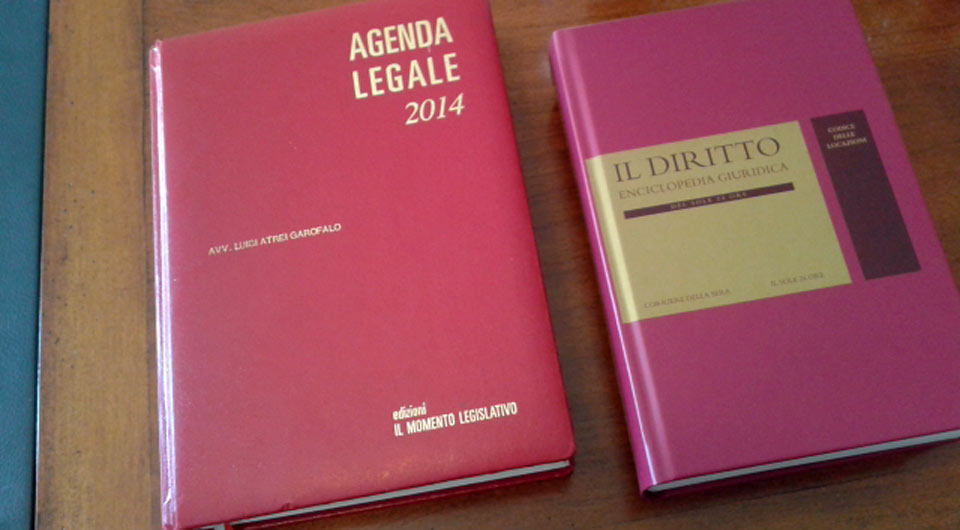 AGENDA
LEGALE
2014
AVV. LUIGI ATREI GAROFALO
edizioni
IL MOMENTO LEGISLATIVO
IL DIRITTO
ENCICLOPEDIA GIURIDICA
DEL SOLE 24 ORE
CORRIERE DELLA SERA
IL SOLE 24 ORE
CODICE
DELLE
LOCAZIONI